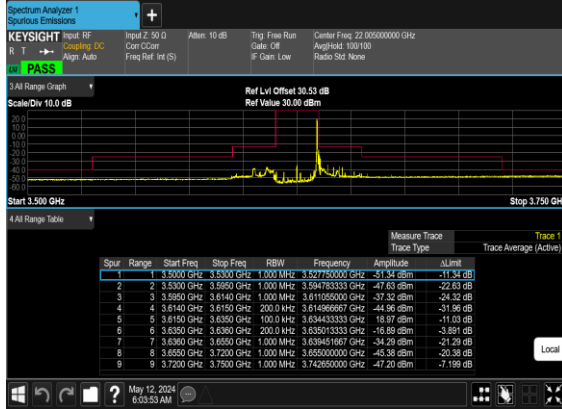 Spectrum Analyzer 1
Spurious Emissions
KEYSIGHT Input: RF Input Z: 50 Ω Atten: 10 dB Trig: Free Run Center Freq: 22.005000000 GHz
R T Coupling: DC Corr CCorr Gate: Off Avg|Hold: 100/100
Align: Auto Freq Ref: Int (S) IF Gain: Low Radio Std: None
PASS
3 All Range Graph
Ref Lvl Offset 30.53 dB
Scale/Div 10.0 dB Ref Value 30.00 dBm
20.0
10.0
0.00
-10.0
-20.0
-30.0
-40.0
-50.0
-60.0
Start 3.500 GHz Stop 3.750 GH
4 All Range Table
Measure Trace Trace 1
Trace Type Trace Average (Active)
Spur Range Start Freq Stop Freq RBW Frequency Amplitude ΔLimit
1 1 3.5000 GHz 3.5300 GHz 1.000 MHz 3.527750000 GHz -51.34 dBm -11.34 dB
2 2 3.5300 GHz 3.5950 GHz 1.000 MHz 3.594783333 GHz -47.63 dBm -22.63 dB
3 3 3.5950 GHz 3.6140 GHz 1.000 MHz 3.611055000 GHz -37.32 dBm -24.32 dB
4 4 3.6140 GHz 3.6150 GHz 200.0 kHz 3.614966667 GHz -44.96 dBm -31.96 dB
5 5 3.6150 GHz 3.6350 GHz 100.0 kHz 3.634433333 GHz 18.97 dBm -11.03 dB
6 6 3.6350 GHz 3.6360 GHz 200.0 kHz 3.635013333 GHz -16.89 dBm -3.891 dB
7 7 3.6360 GHz 3.6550 GHz 1.000 MHz 3.639451667 GHz -34.29 dBm -21.29 dB
8 8 3.6550 GHz 3.7200 GHz 1.000 MHz 3.655000000 GHz -45.38 dBm -20.38 dB
9 9 3.7200 GHz 3.7500 GHz 1.000 MHz 3.742650000 GHz -47.20 dBm -7.199 dB
Local
May 12, 2024
6:03:53 AM